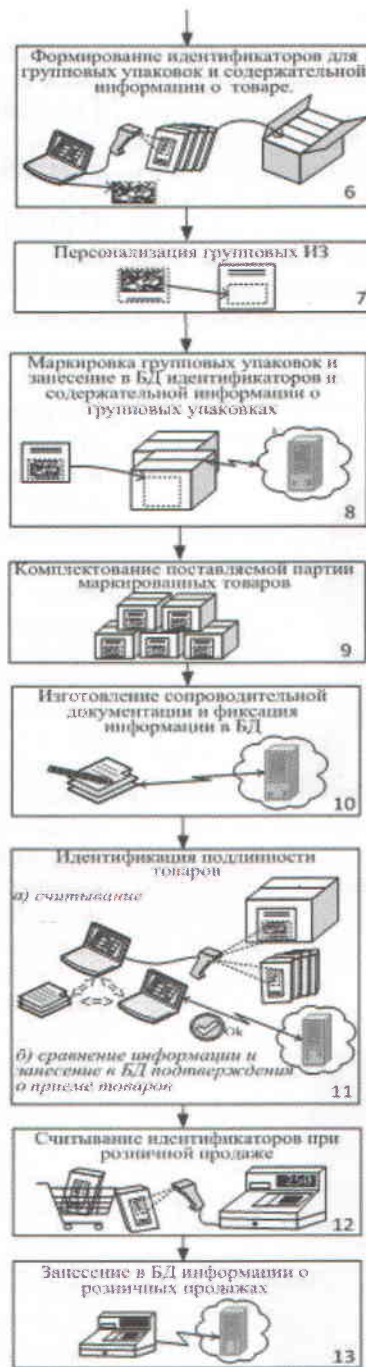 Формирование идентификаторов для
групповых упаковок и содержательной
информации о товаре.
6
Персонализация групповых ИЗ
7
Маркировка групповых упаковок и
занесение в БД идентификаторов и
содержательной информации о
групповых упаковках
8
Комплектование поставляемой партии
маркированных товаров
9
Изготовление сопроводительной
документации и фиксация
информации в БД
10
Идентификация подлинности
товаров
а) считывание
Ok
б) сравнение информации и
занесение в БД подтверждения
о приеме товаров
11
Считывание идентификаторов при
розничной продаже
12
Занесение в БД информации о
розничных продажах
13